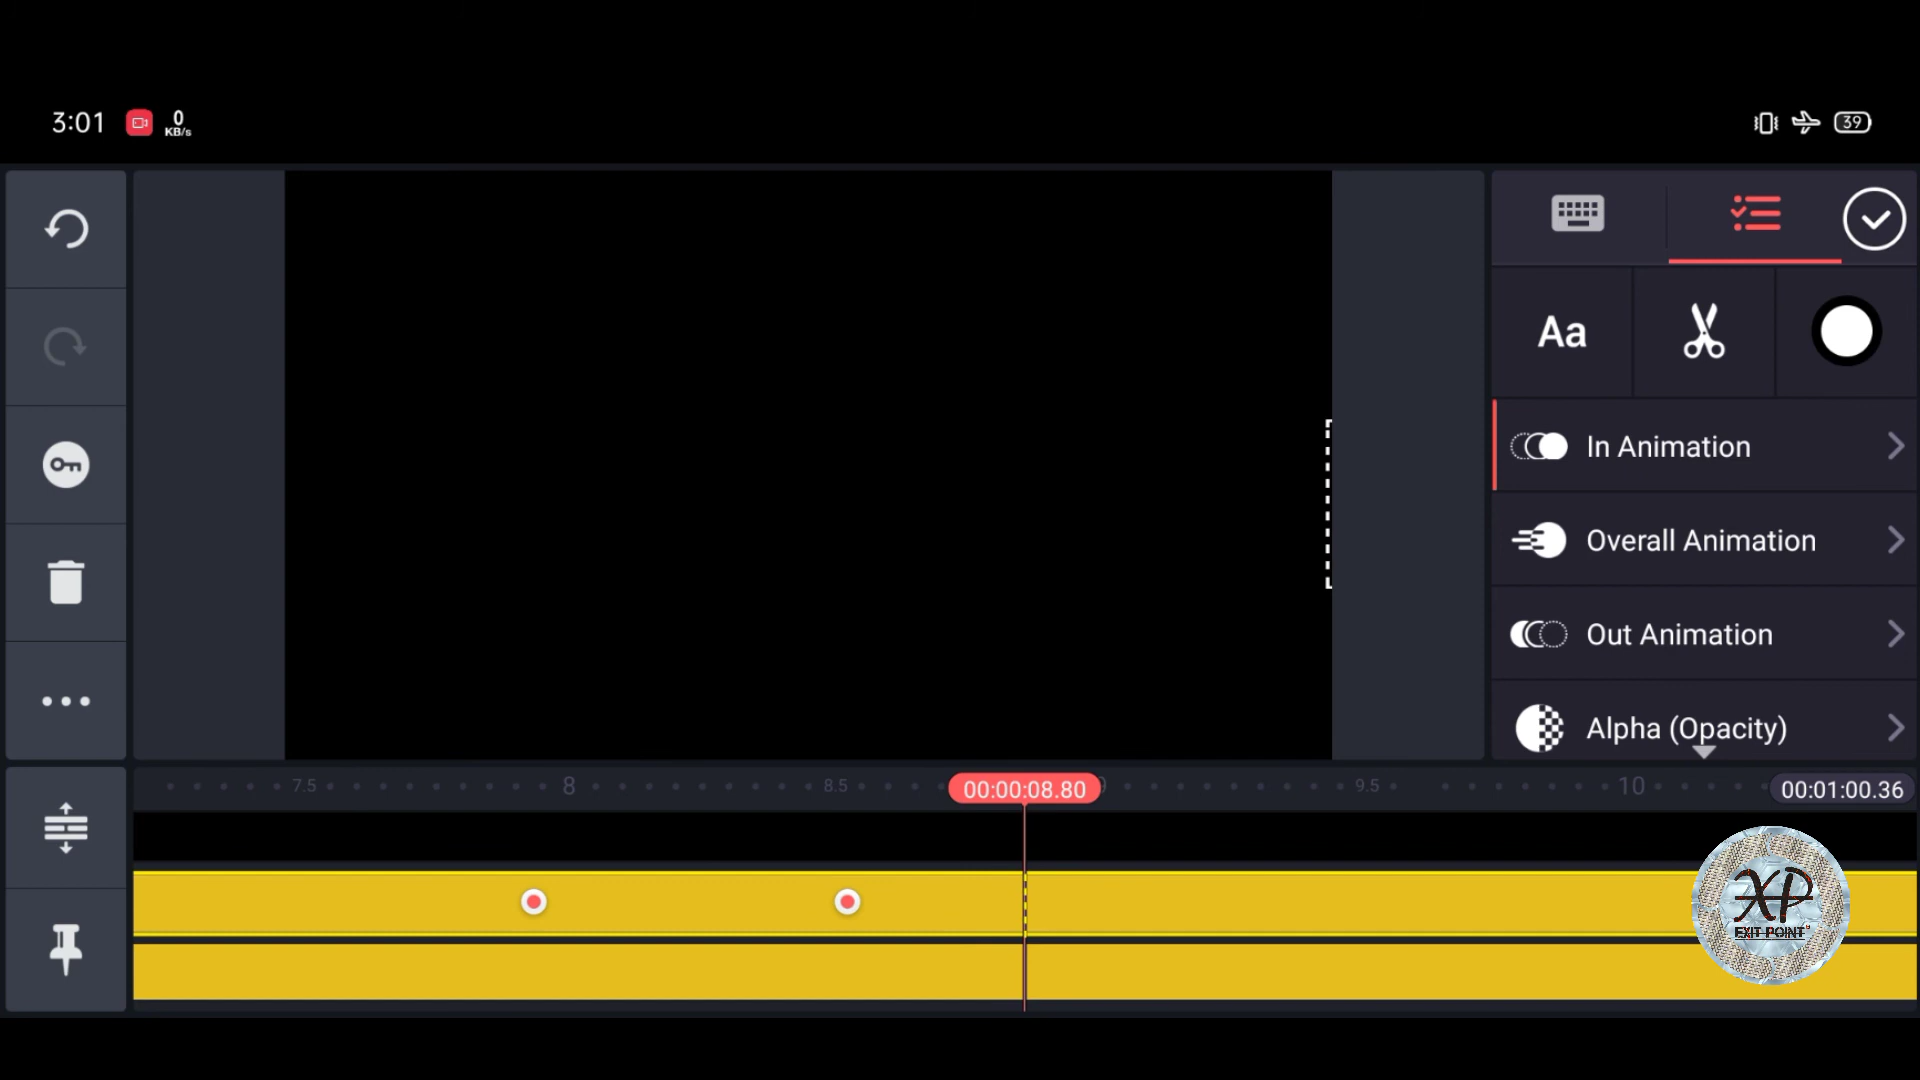 3:01
0
KB/s
39
Aa
In Animation
Overall Animation
Out Animation
Alpha (Opacity)
7.5
8
8.5
00:00:08.80
9
9.5
10
00:01:00.36
XP
EXIT POINT